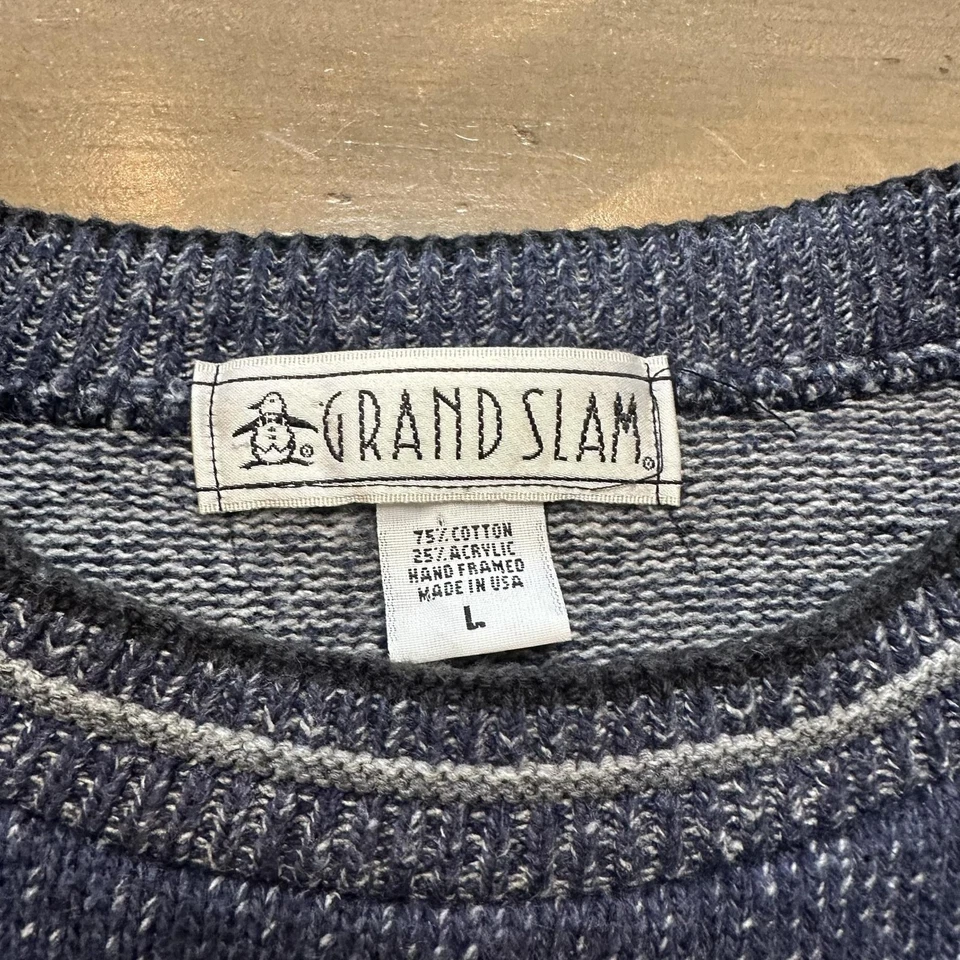 ® GRAND SLAM®
75% COTTON
25% ACRYLIC
HAND FRAMED
MADE IN USA
L